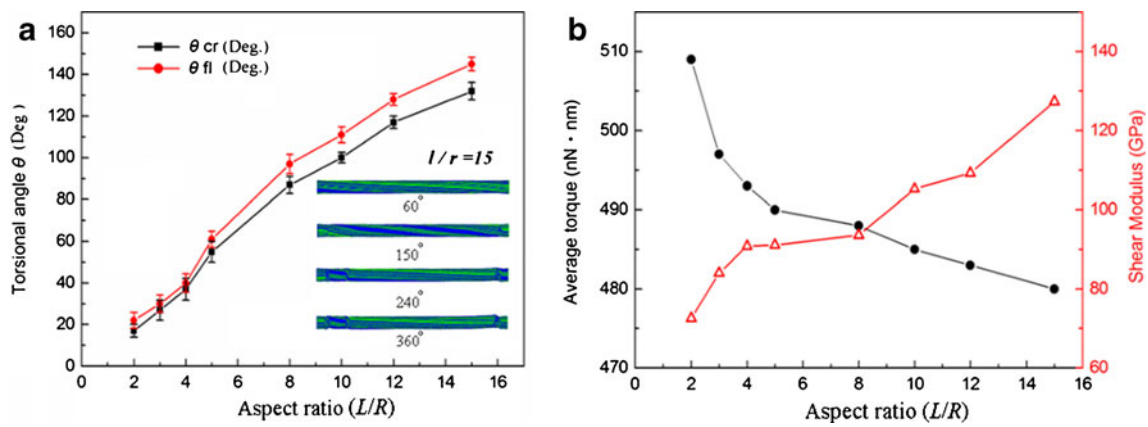 a
θ cr (Deg.)
θ fl (Deg.)
Torsional angle θ (Deg)
160
140
120
100
80
60
40
20
0
l / r =15
60°
150°
240°
360°
0 2 4 6 8 10 12 14 16
Aspect ratio (L/R)
b
Average torque (nN · nm)
510
500
490
480
470
Shear Modulus (GPa)
140
120
100
80
60
0 2 4 6 8 10 12 14 16
Aspect ratio (L/R)